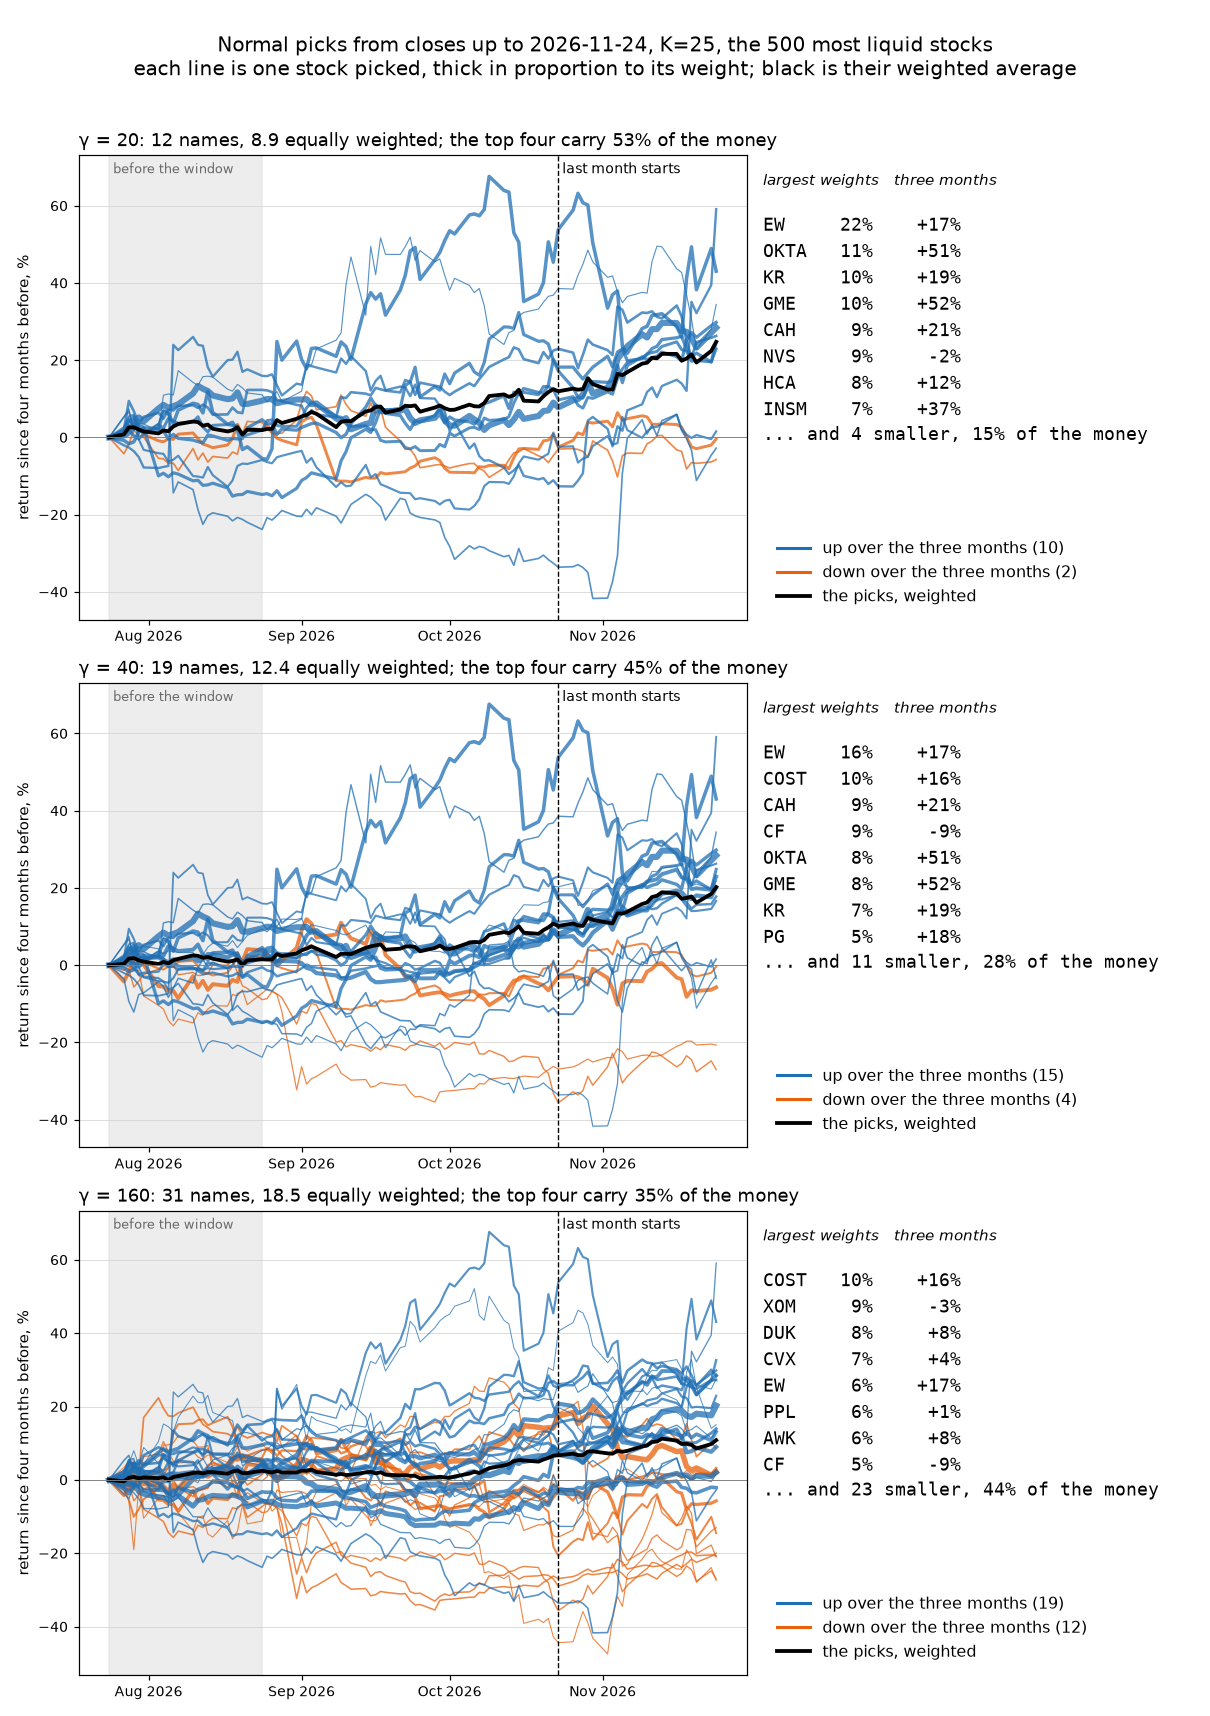 Normal picks from closes up to 2026-11-24, K=25, the 500 most liquid stocks
each line is one stock picked, thick in proportion to its weight; black is their weighted average
γ = 20: 12 names, 8.9 equally weighted; the top four carry 53% of the money
before the window
last month starts
largest weights three months
60
40
20
0
−20
−40
return since four months before, %
EW 22% +17%
OKTA 11% +51%
KR 10% +19%
GME 10% +52%
CAH 9% +21%
NVS 9% -2%
HCA 8% +12%
INSM 7% +37%
... and 4 smaller, 15% of the money
up over the three months (10)
down over the three months (2)
the picks, weighted
Aug 2026 Sep 2026 Oct 2026 Nov 2026
γ = 40: 19 names, 12.4 equally weighted; the top four carry 45% of the money
before the window
last month starts
largest weights three months
60
40
20
0
−20
−40
return since four months before, %
EW 16% +17%
COST 10% +16%
CAH 9% +21%
CF 9% -9%
OKTA 8% +51%
GME 8% +52%
KR 7% +19%
PG 5% +18%
... and 11 smaller, 28% of the money
up over the three months (15)
down over the three months (4)
the picks, weighted
Aug 2026 Sep 2026 Oct 2026 Nov 2026
γ = 160: 31 names, 18.5 equally weighted; the top four carry 35% of the money
before the window
last month starts
largest weights three months
60
40
20
0
−20
−40
return since four months before, %
COST 10% +16%
XOM 9% -3%
DUK 8% +8%
CVX 7% +4%
EW 6% +17%
PPL 6% +1%
AWK 6% +8%
CF 5% -9%
... and 23 smaller, 44% of the money
up over the three months (19)
down over the three months (12)
the picks, weighted
Aug 2026 Sep 2026 Oct 2026 Nov 2026